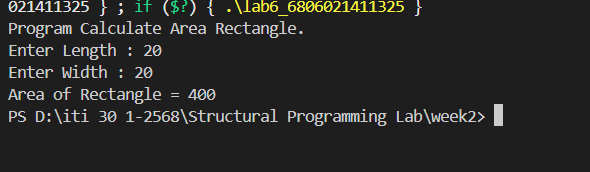 021411325 } ; if ($?) { .\lab6_6806021411325 }
Program Calculate Area Rectangle.
Enter Length : 20
Enter Width : 20
Area of Rectangle = 400
PS D:\iti 30 1-2568\Structural Programming Lab\week2>